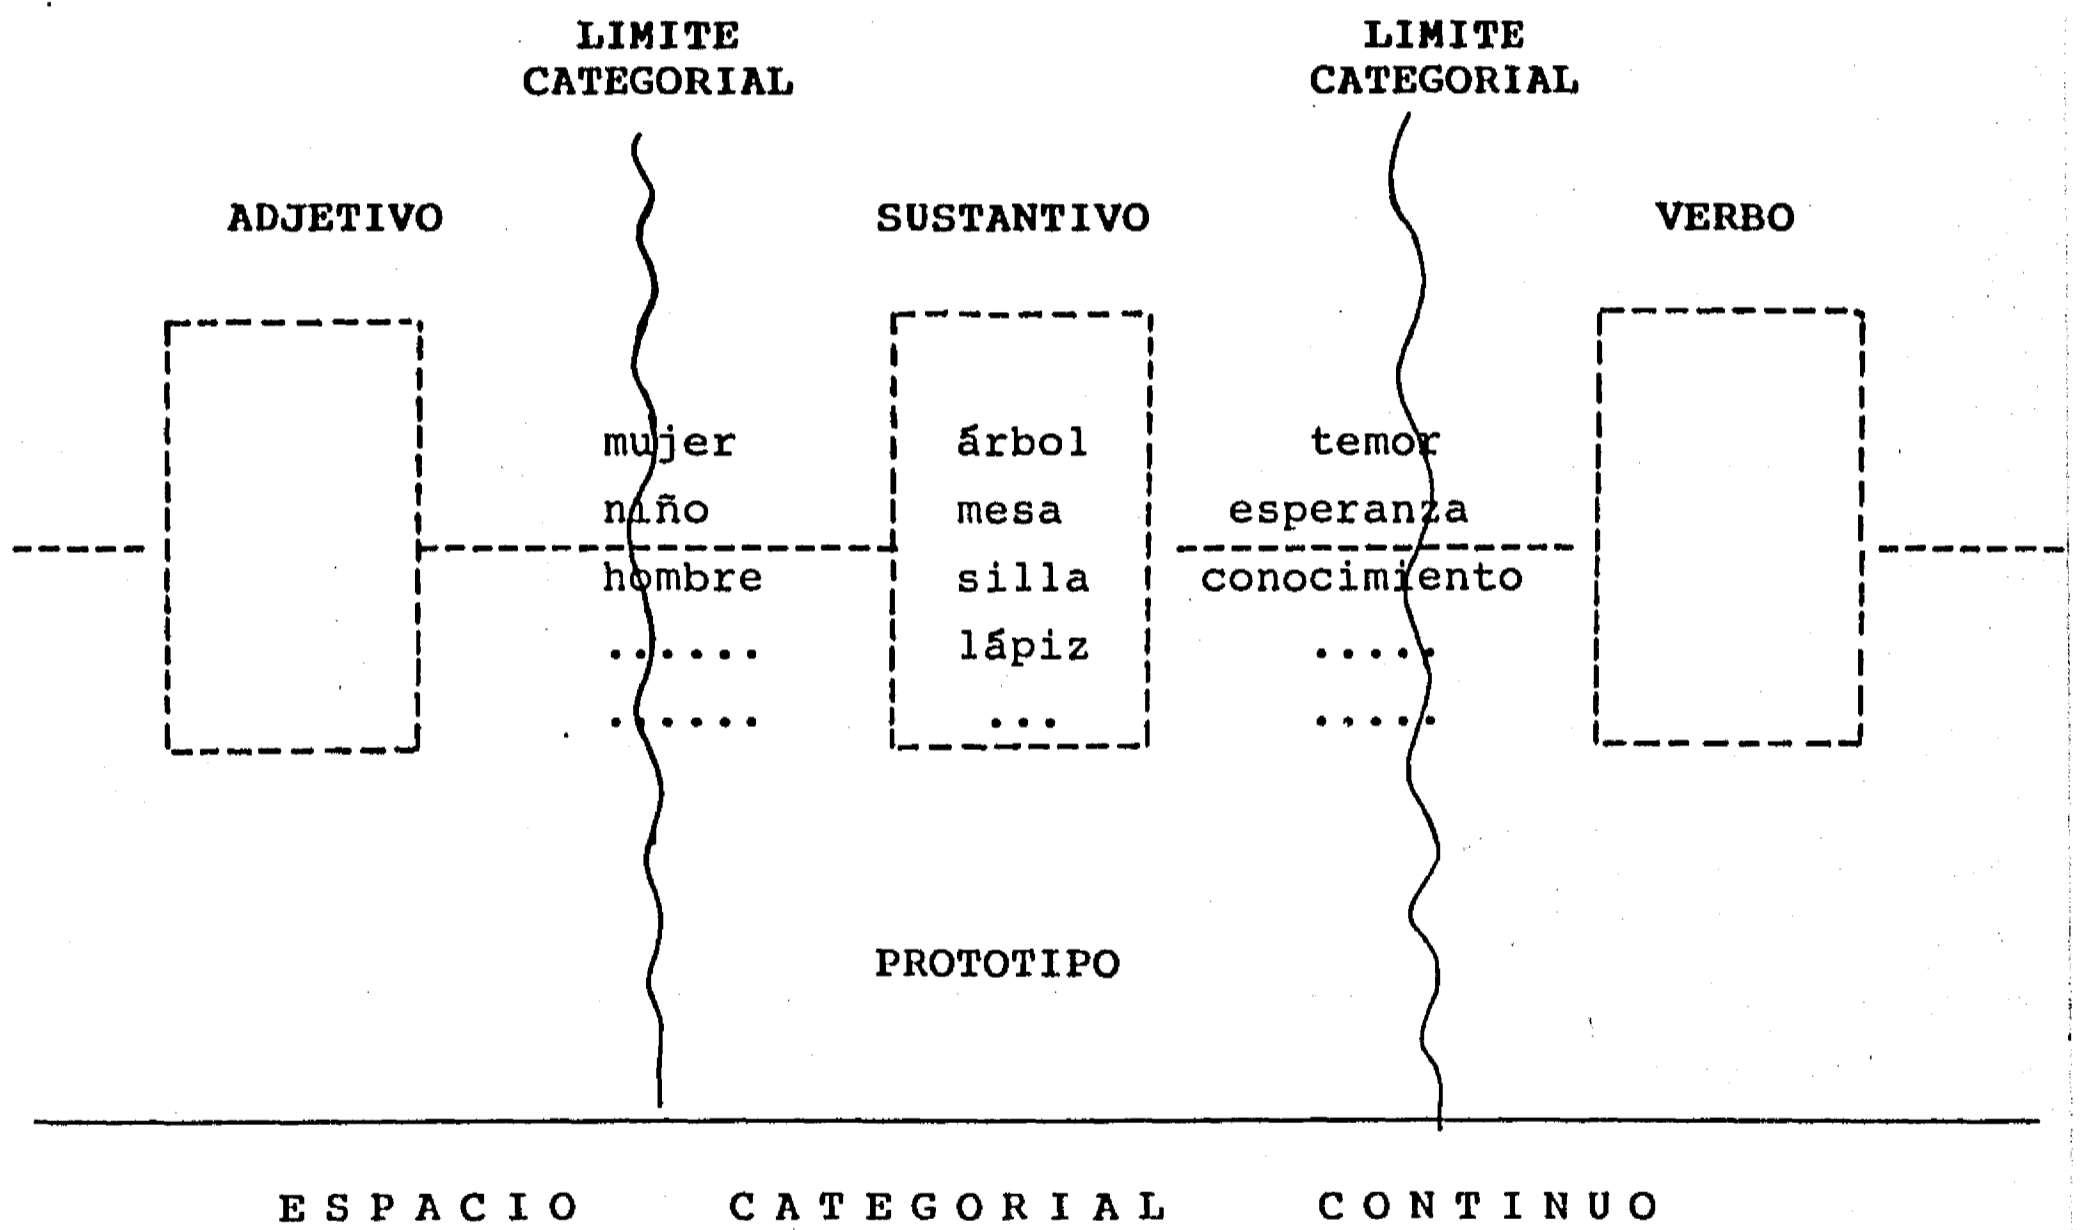 LIMITE LIMITE
CATEGORIAL CATEGORIAL
ADJETIVO SUSTANTIVO VERBO
mujer árbol temor
niño mesa esperanza
hombre silla conocimiento
...... lápiz .....
...... ... .....
PROTOTIPO
ESPACIO CATEGORIAL CONTINUO